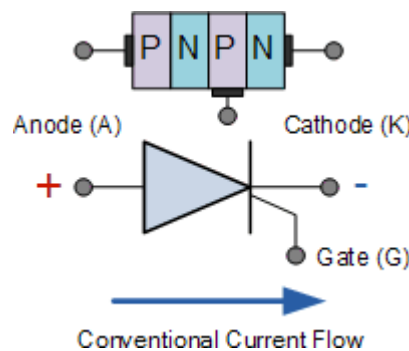 P N P N
Anode (A) Cathode (K)
+ -
Gate (G)
Conventional Current Flow